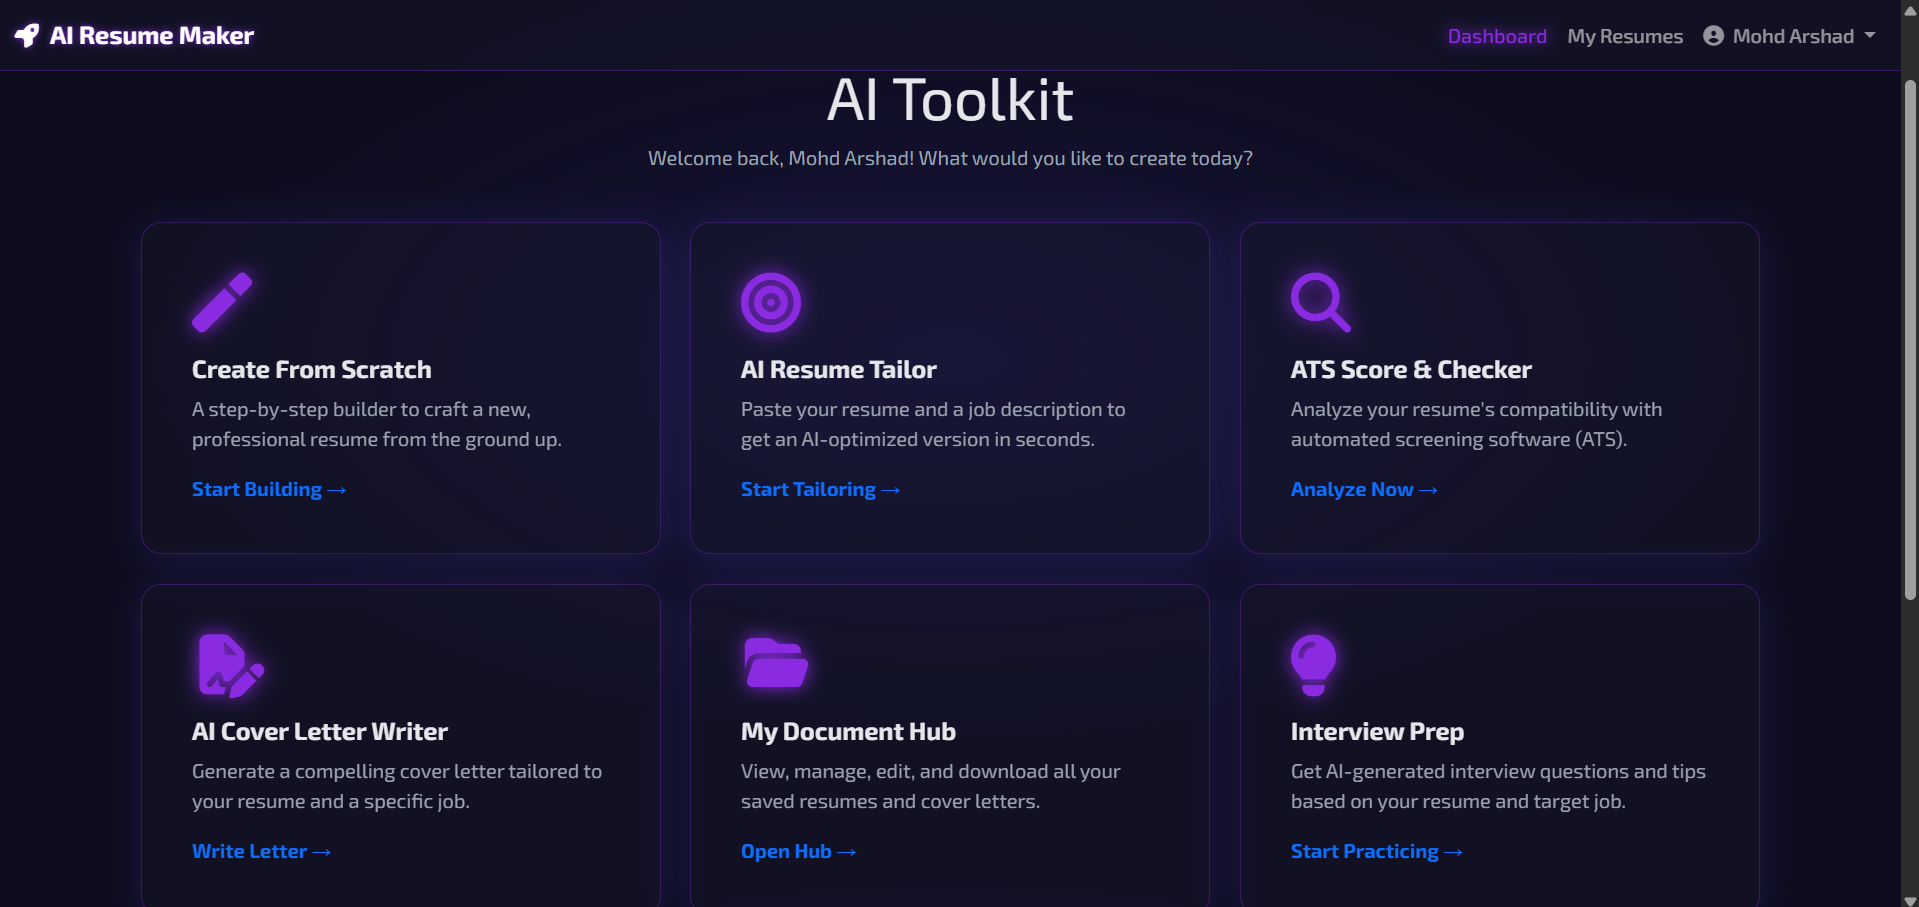 AI Resume Maker
Dashboard
My Resumes
Mohd Arshad
AI Toolkit
Welcome back, Mohd Arshad! What would you like to create today?
Create From Scratch
A step-by-step builder to craft a new,
professional resume from the ground up.
Start Building →
AI Resume Tailor
Paste your resume and a job description to
get an AI-optimized version in seconds.
Start Tailoring →
ATS Score & Checker
Analyze your resume's compatibility with
automated screening software (ATS).
Analyze Now →
AI Cover Letter Writer
Generate a compelling cover letter tailored to
your resume and a specific job.
Write Letter →
My Document Hub
View, manage, edit, and download all your
saved resumes and cover letters.
Open Hub →
Interview Prep
Get AI-generated interview questions and tips
based on your resume and target job.
Start Practicing →